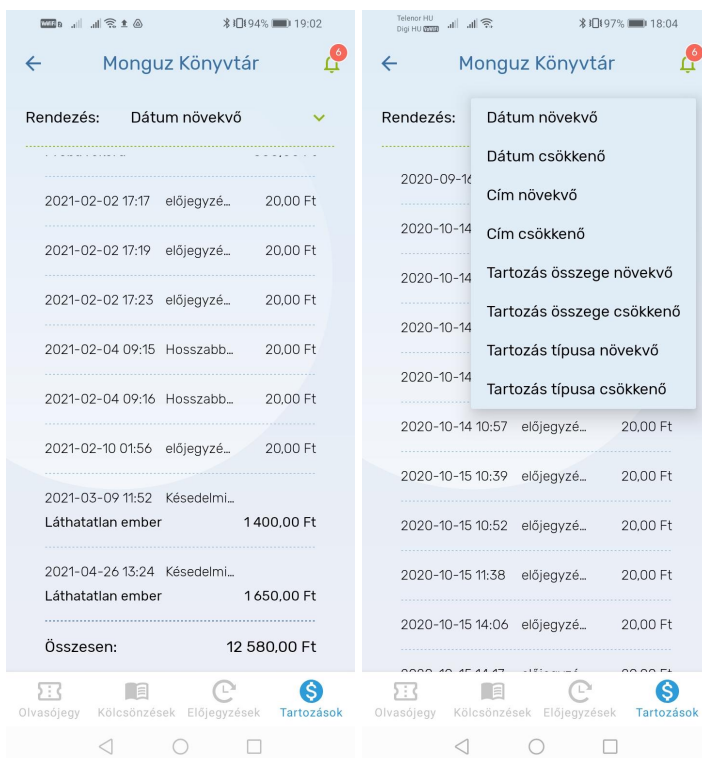 94% 19:02
Monguz Könyvtár
6
Rendezés: Dátum növekvő
2021-02-02 17:17 előjegyzé... 20,00 Ft
2021-02-02 17:19 előjegyzé... 20,00 Ft
2021-02-02 17:23 előjegyzé... 20,00 Ft
2021-02-04 09:15 Hosszabb... 20,00 Ft
2021-02-04 09:16 Hosszabb... 20,00 Ft
2021-02-10 01:56 előjegyzé... 20,00 Ft
2021-03-09 11:52 Késedelmi...
Láthatatlan ember 1 400,00 Ft
2021-04-26 13:24 Késedelmi...
Láthatatlan ember 1 650,00 Ft
Összesen: 12 580,00 Ft
Olvasójegy Kölcsönzések Előjegyzések Tartozások
Telenor HU
Digi HU VoWiFi 97% 18:04
Monguz Könyvtár
6
Rendezés:
Dátum növekvő
Dátum csökkenő
Cím növekvő
Cím csökkenő
Tartozás összege növekvő
Tartozás összege csökkenő
Tartozás típusa növekvő
Tartozás típusa csökkenő
2020-09-16
2020-10-14
2020-10-14
2020-10-14
2020-10-14
2020-10-14 10:57 előjegyzé... 20,00 Ft
2020-10-15 10:39 előjegyzé... 20,00 Ft
2020-10-15 10:52 előjegyzé... 20,00 Ft
2020-10-15 11:38 előjegyzé... 20,00 Ft
2020-10-15 14:06 előjegyzé... 20,00 Ft
Olvasójegy Kölcsönzések Előjegyzések Tartozások